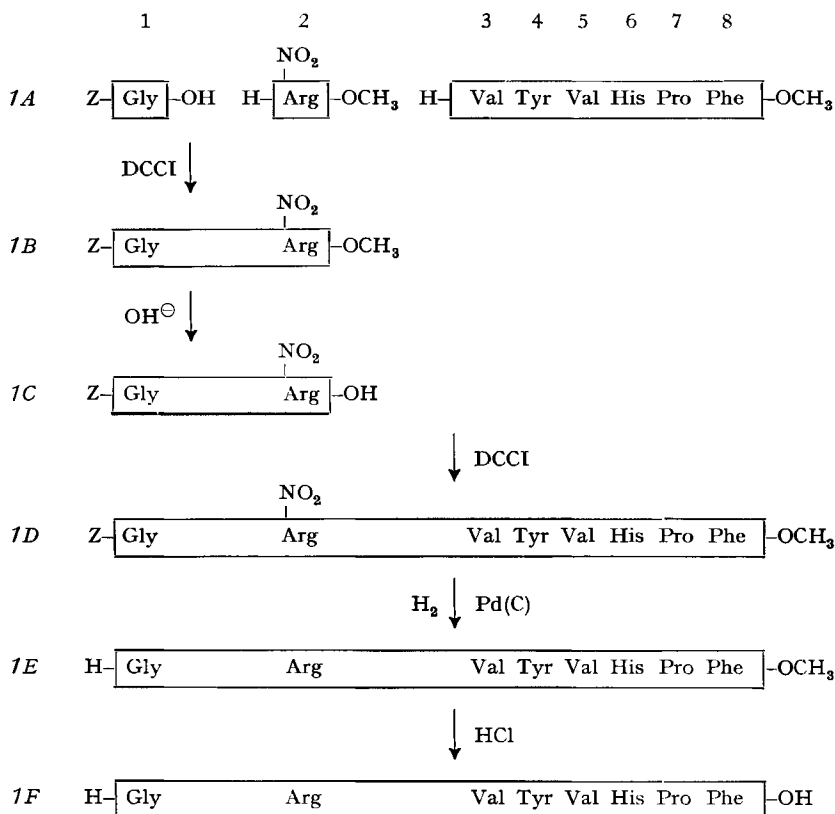 1 2 3 4 5 6 7 8
NO₂
1A Z– Gly –OH H– Arg –OCH₃ H– Val Tyr Val His Pro Phe –OCH₃
DCCI
NO₂
1B Z– Gly Arg –OCH₃
OH⊖
NO₂
1C Z– Gly Arg –OH
DCCI
NO₂
1D Z– Gly Arg Val Tyr Val His Pro Phe –OCH₃
H₂ Pd(C)
1E H– Gly Arg Val Tyr Val His Pro Phe –OCH₃
HCl
1F H– Gly Arg Val Tyr Val His Pro Phe –OH